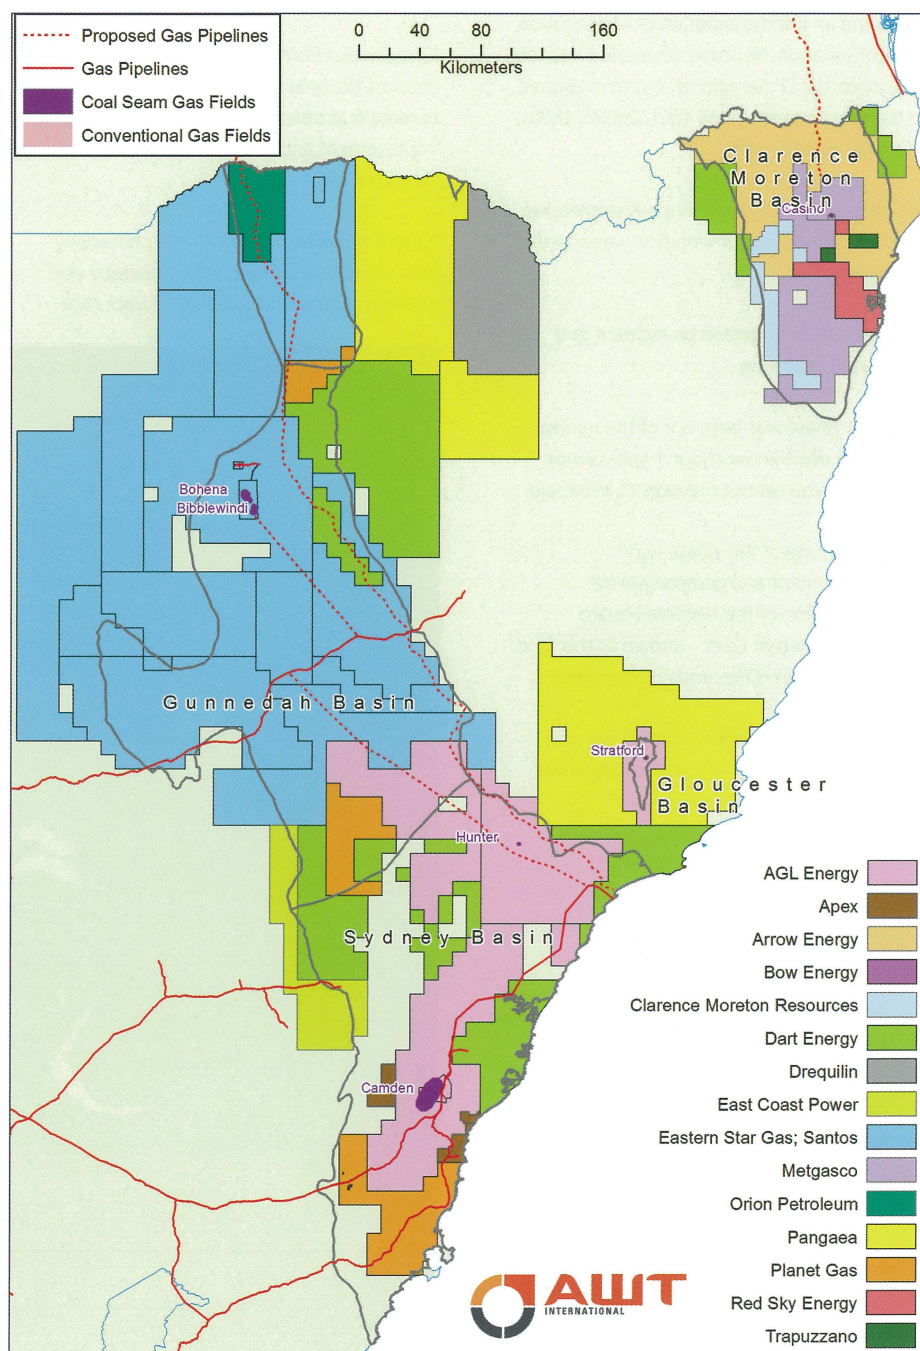 Proposed Gas Pipelines
Gas Pipelines
Coal Seam Gas Fields
Conventional Gas Fields
0 40 80 160
Kilometers
Clarence
Moreton
Basin
Casino
Bohena
Bibblewindi
Gunnedah Basin
Stratford
Gloucester
Basin
Hunter
Sydney Basin
Camden
AGL Energy
Apex
Arrow Energy
Bow Energy
Clarence Moreton Resources
Dart Energy
Drequilin
East Coast Power
Eastern Star Gas; Santos
Metgasco
Orion Petroleum
Pangaea
Planet Gas
Red Sky Energy
Trapuzzano
AWT
INTERNATIONAL